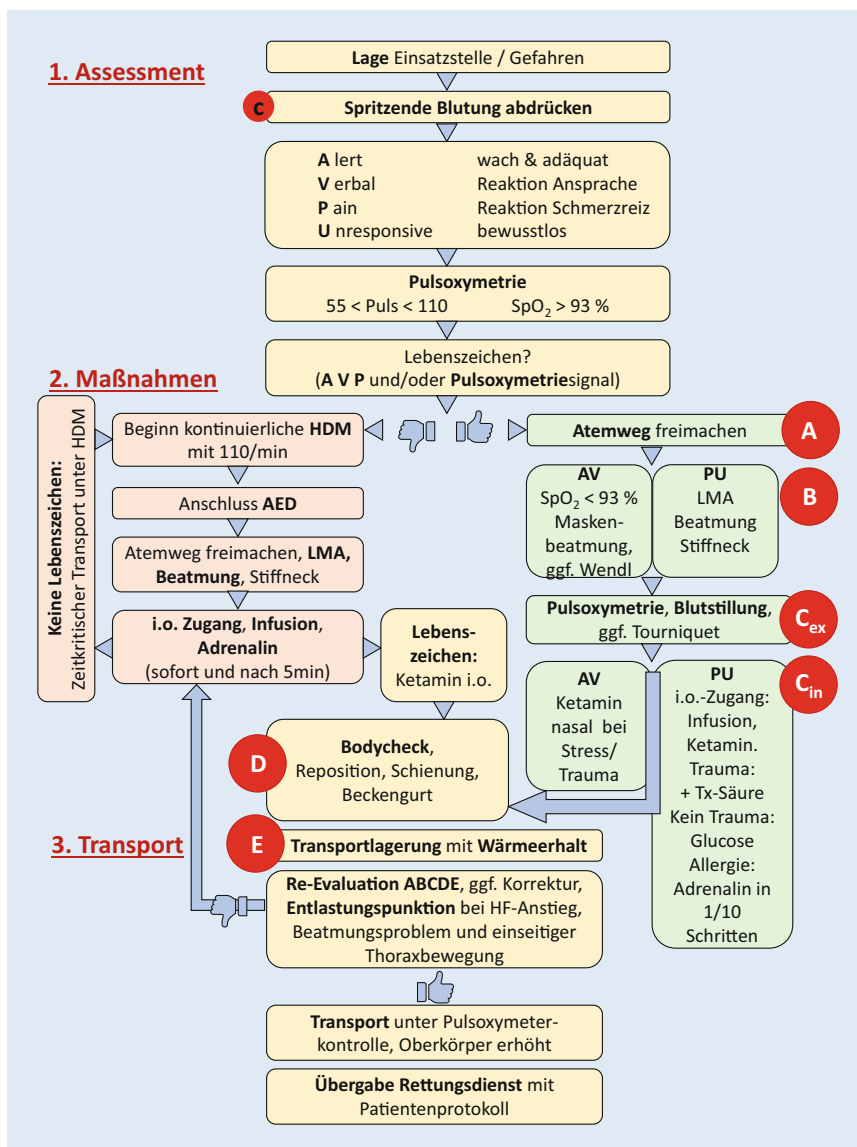 1. Assessment
Lage Einsatzstelle / Gefahren
c
Spritzende Blutung abdrücken
A lert wach & adäquat
V erbal Reaktion Ansprache
P ain Reaktion Schmerzreiz
U nresponsive bewusstlos
Pulsoxymetrie
55 < Puls < 110 SpO₂ > 93 %
Lebenszeichen?
(A V P und/oder Pulsoxymetriesignal)
2. Maßnahmen
Keine Lebenszeichen:
Zeitkritischer Transport unter HDM
Beginn kontinuierliche HDM
mit 110/min
Anschluss AED
Atemweg freimachen, LMA,
Beatmung, Stiffneck
i.o. Zugang, Infusion,
Adrenalin
(sofort und nach 5min)
Lebens-
zeichen:
Ketamin i.o.
Atemweg freimachen
A
AV
SpO₂ < 93 %
Masken-
beatmung,
ggf. Wendl
PU
LMA
Beatmung
Stiffneck
B
Pulsoxymetrie, Blutstillung,
ggf. Tourniquet
Cex
AV
Ketamin
nasal bei
Stress/
Trauma
PU
i.o.-Zugang:
Infusion,
Ketamin.
Trauma:
+ Tx-Säure
Kein Trauma:
Glucose
Allergie:
Adrenalin in
1/10
Schritten
Cin
D
Bodycheck,
Reposition, Schienung,
Beckengurt
3. Transport
E
Transportlagerung mit Wärmeerhalt
Re-Evaluation ABCDE, ggf. Korrektur,
Entlastungspunktion bei HF-Anstieg,
Beatmungsproblem und einseitiger
Thoraxbewegung
Transport unter Pulsoxymeter-
kontrolle, Oberkörper erhöht
Übergabe Rettungsdienst mit
Patientenprotokoll